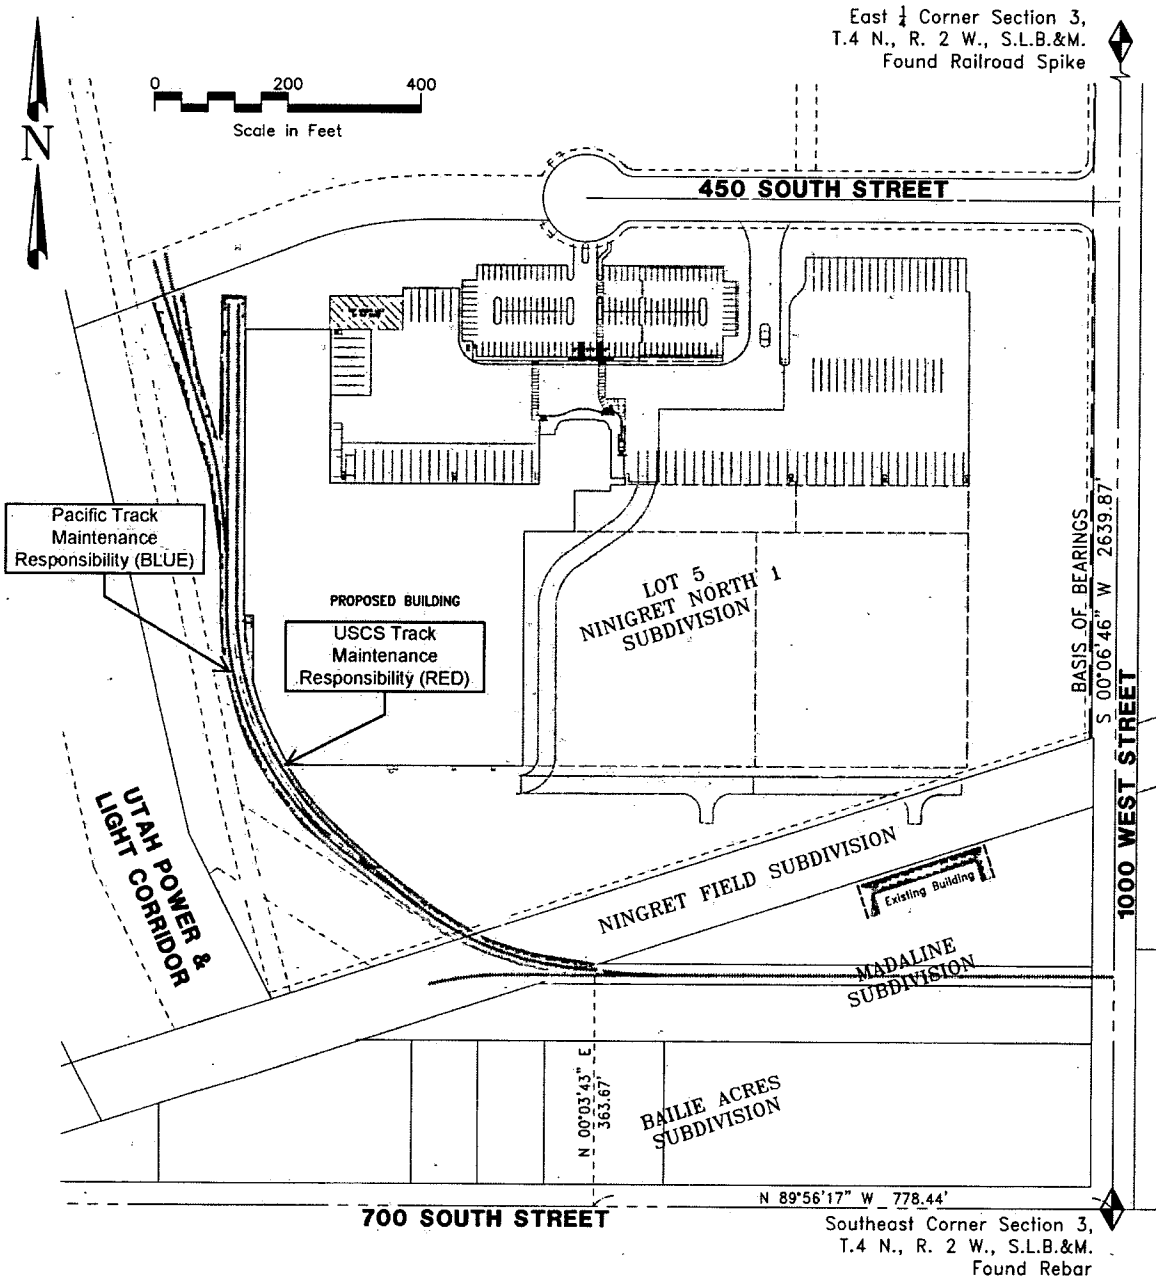 East 1/4 Corner Section 3,
T.4 N., R. 2 W., S.L.B.&M.
Found Railroad Spike
0 200 400
Scale in Feet
N
450 SOUTH STREET
Pacific Track
Maintenance
Responsibility (BLUE)
PROPOSED BUILDING
USCS Track
Maintenance
Responsibility (RED)
LOT 5
NINIGRET NORTH 1
SUBDIVISION
BASIS OF BEARINGS
S 00°06'46" W 2639.87'
1000 WEST STREET
UTAH POWER &
LIGHT CORRIDOR
NINGRET FIELD SUBDIVISION
Existing Building
MADALINE
SUBDIVISION
N 00°03'43" E
363.67'
BAILIE ACRES
SUBDIVISION
N 89°56'17" W 778.44'
700 SOUTH STREET
Southeast Corner Section 3,
T.4 N., R. 2 W., S.L.B.&M.
Found Rebar